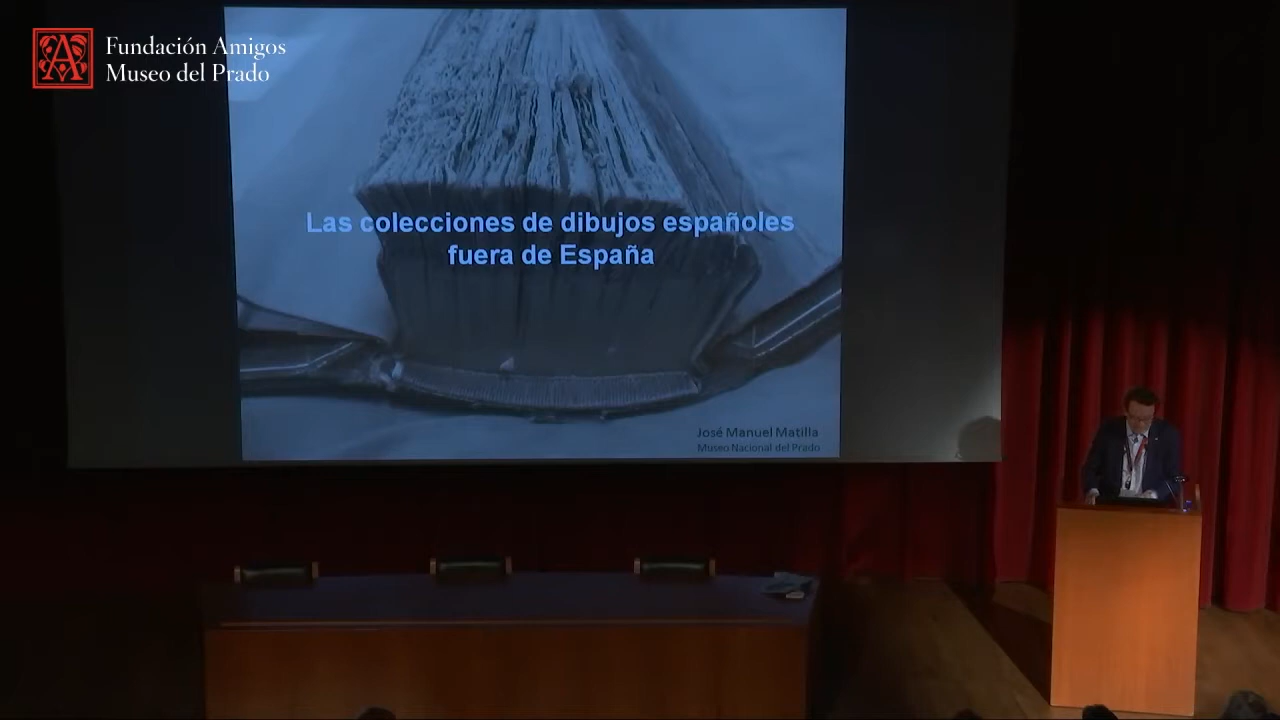 Fundación Amigos
Museo del Prado
Las colecciones de dibujos españoles
fuera de España
José Manuel Matilla
Museo Nacional del Prado